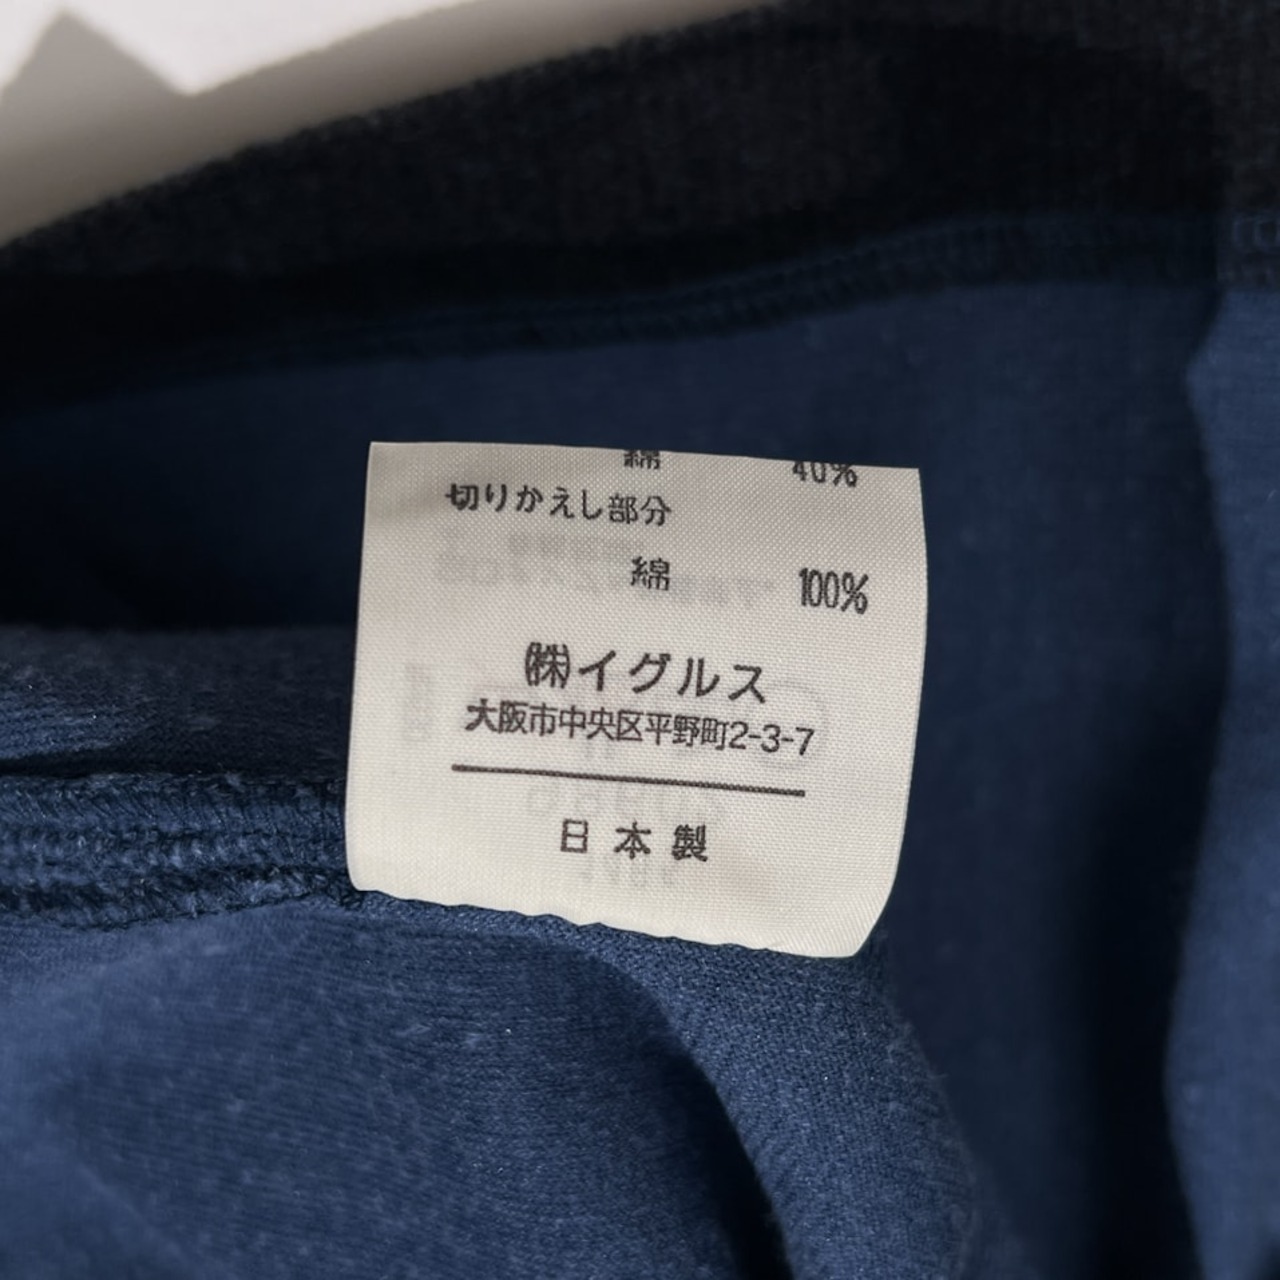 綿 40%
切りかえし部分
綿 100%
㈱イグルス
大阪市中央区平野町2-3-7
日本製